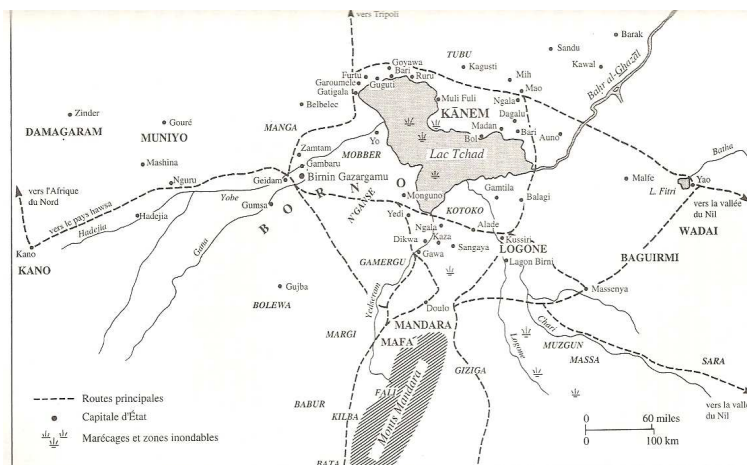 vers Tripoli
Barak
Sandu
Goyawa
TUBU
Bari
Furtu
Kagusti
Kawal
Garoumele
Ruru
Guguti
Mih
Gatigala
Mao
Bahr al-Ghazāl
Belbelec
Muli Fuli
Ngala
Zinder
KĀNEM
Dagalu
Gouré
DAMAGARAM
MUNIYO
MANGA
Yo
Madan
Bari
Auno
Bol
Zamtam
MOBBER
Lac Tchad
Batha
Mashina
Gambaru
Birnin Gazargamu
Nguru
Geidam
Malfe
Yao
vers l'Afrique
du Nord
L. Fitri
Yobe
Monguno
Gamtila
Balagi
vers la vallée
du Nil
vers le pays hawsa
Gumsa
BORNO
N'GANNE
KOTOKO
Hadejia
Yedi
Hadejia
Gana
Ngala
Alade
WADAI
Kano
Dikwa
Kaza
Kussiri
KANO
Sangaya
LOGONE
Gawa
BAGUIRMI
GAMERGU
Lagon Birni
Yedseram
Gujba
Massenya
BOLEWA
Doulo
Chari
MARGI
MANDARA
MUZGUN
MAFA
Logone
MASSA
SARA
FALI
GIZIGA
Monts Mandara
BABUR
KILBA
BATA
vers la vallée
du Nil
Routes principales
Capitale d'État
Marécages et zones inondables
0 60 miles
0 100 km